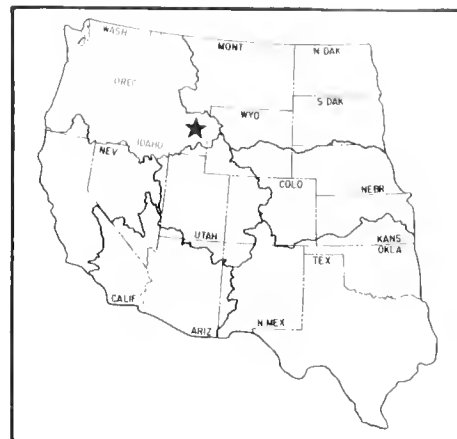 WASH
MONT
N DAK
OREG
S DAK
WYO
IDAHO
NEV
NEBR
COLO
UTAH
KANS
OKLA
TEX
CALIF
N MEX
ARIZ